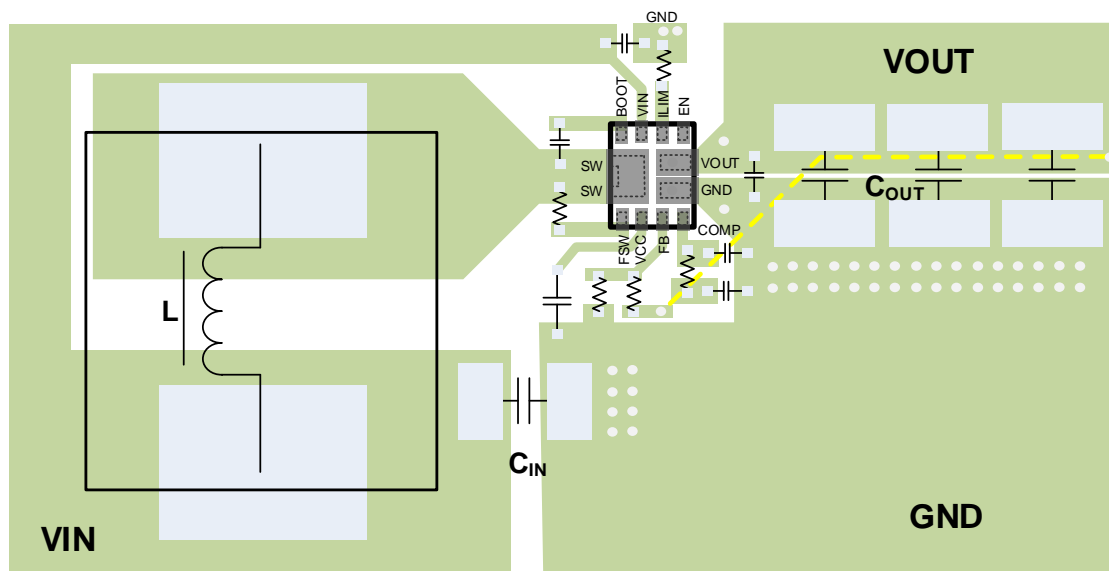 GND
VOUT
BOOT
VIN
ILIM
EN
SW
VOUT
SW
GND
COUT
FSW
VCC
FB
COMP
L
CIN
VIN
GND